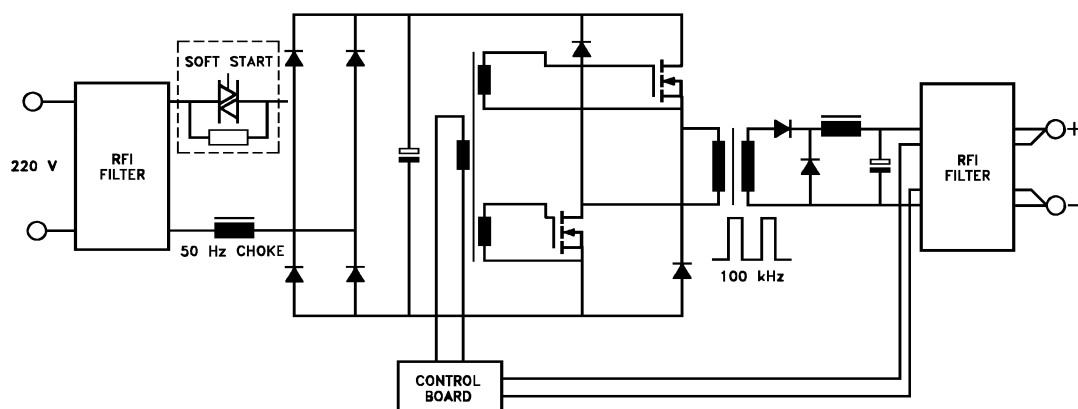 SOFT START
220 V
RFI
FILTER
50 Hz CHOKE
100 kHz
RFI
FILTER
+
−
CONTROL
BOARD